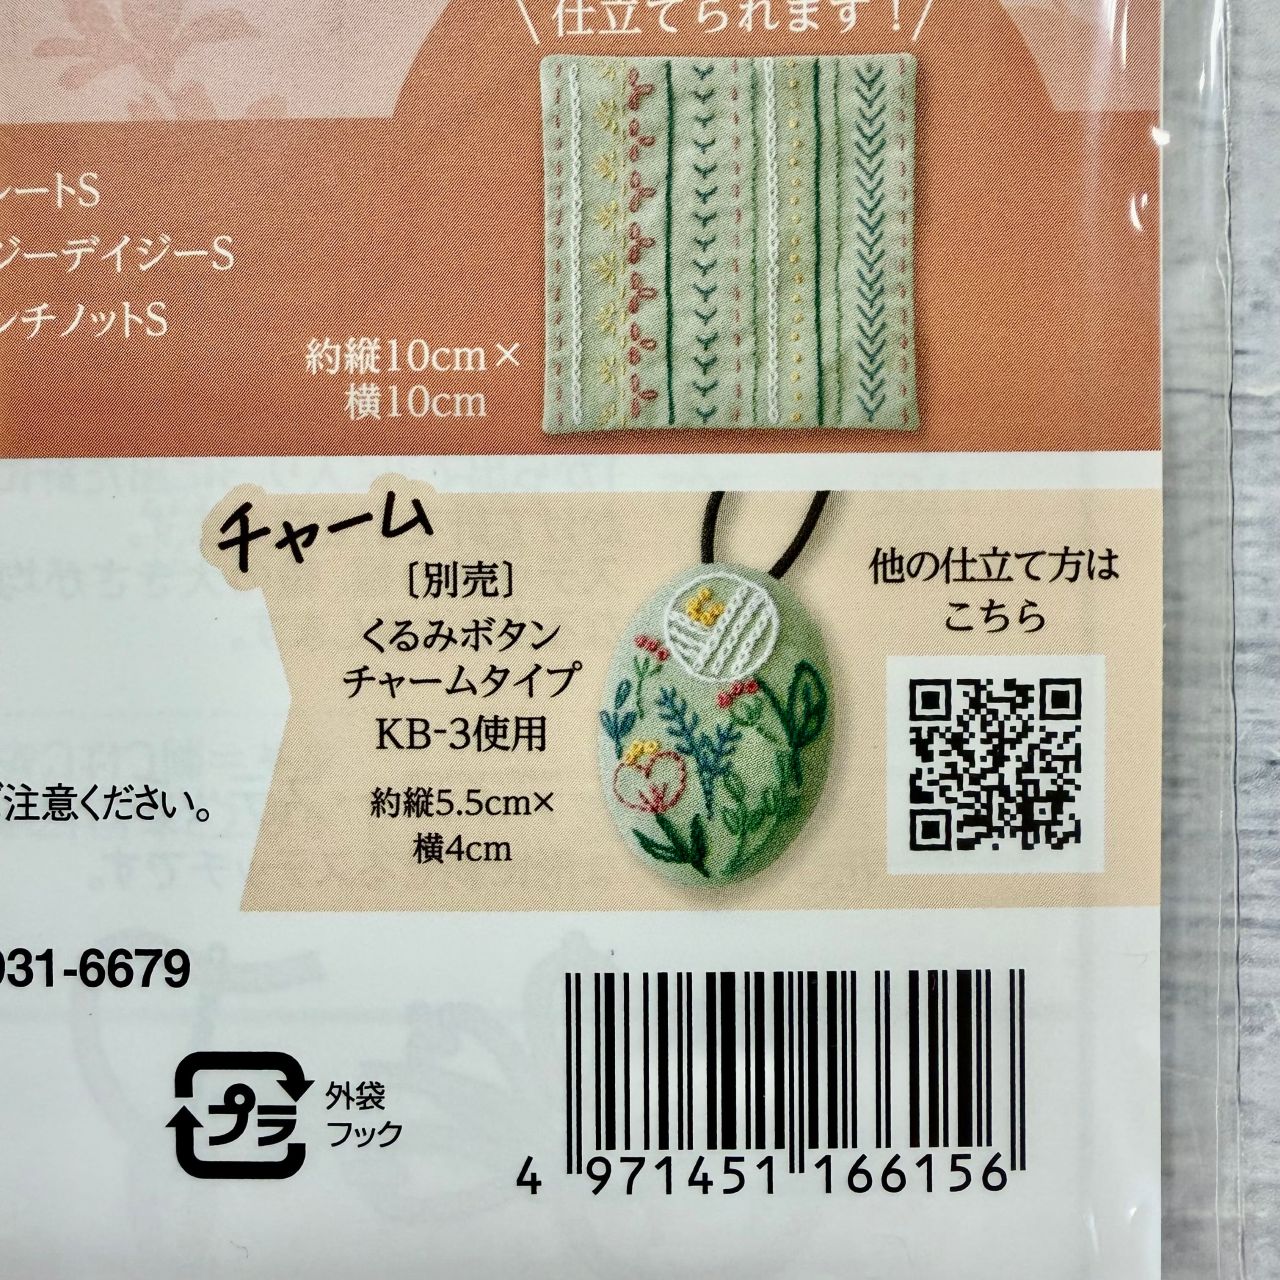 仕立てられます!
レートS
ジーデイジーS
ンチノットS
約縦10cm×
横10cm
チャーム
[別売]
くるみボタン
チャームタイプ
KB-3使用
約縦5.5cm×
横4cm
他の仕立て方は
こちら
ご注意ください。
931-6679
プラ
外袋
フック
4 971451 166156